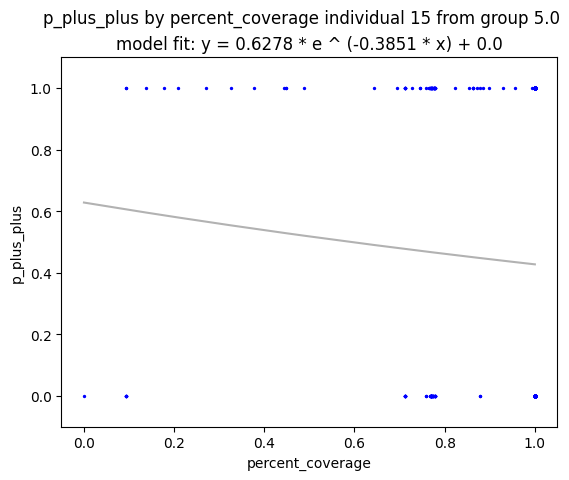 p_plus_plus by percent_coverage individual 15 from group 5.0
model fit: y = 0.6278 * e ^ (-0.3851 * x) + 0.0
1.0
0.8
0.6
0.4
0.2
0.0
p_plus_plus
0.0 0.2 0.4 0.6 0.8 1.0
percent_coverage